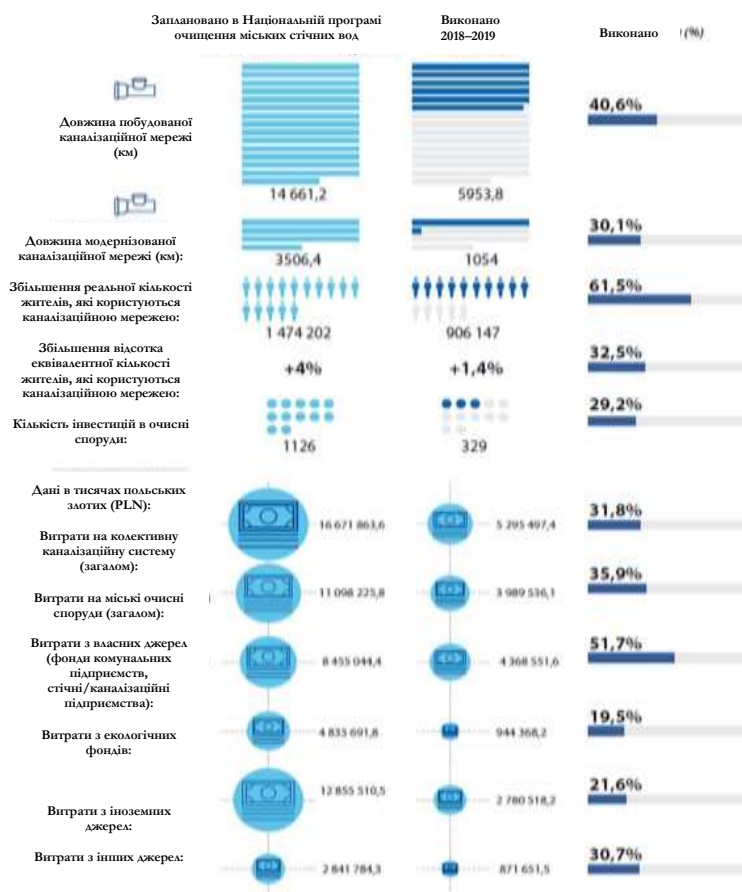 Заплановано в Національній програмі
очищення міських стічних вод
Виконано
2018–2019
Виконано (%)
Довжина побудованої
каналізаційної мережі
(км)
14 661,2
5953,8
40,6%
Довжина модернізованої
каналізаційної мережі (км):
3506,4
1054
30,1%
Збільшення реальної кількості
жителів, які користуються
каналізаційною мережею:
1 474 202
906 147
61,5%
Збільшення відсотка
еквівалентної кількості
жителів, які користуються
каналізаційною мережею:
+4%
+1,4%
32,5%
Кількість інвестицій в очисні
споруди:
1126
329
29,2%
Дані в тисячах польських
злотих (PLN):
Витрати на колективну
каналізаційну систему
(загалом):
16 671 863,6
5 295 497,4
31,8%
Витрати на міські очисні
споруди (загалом):
11 098 225,8
3 989 536,1
35,9%
Витрати з власних джерел
(фонди комунальних
підприємств,
стічні/каналізаційні
підприємства):
8 455 044,4
4 368 551,6
51,7%
Витрати з екологічних
фондів:
4 835 691,8
944 368,2
19,5%
Витрати з іноземних
джерел:
12 855 510,5
2 780 518,2
21,6%
Витрати з інших джерел:
2 841 784,3
871 651,5
30,7%